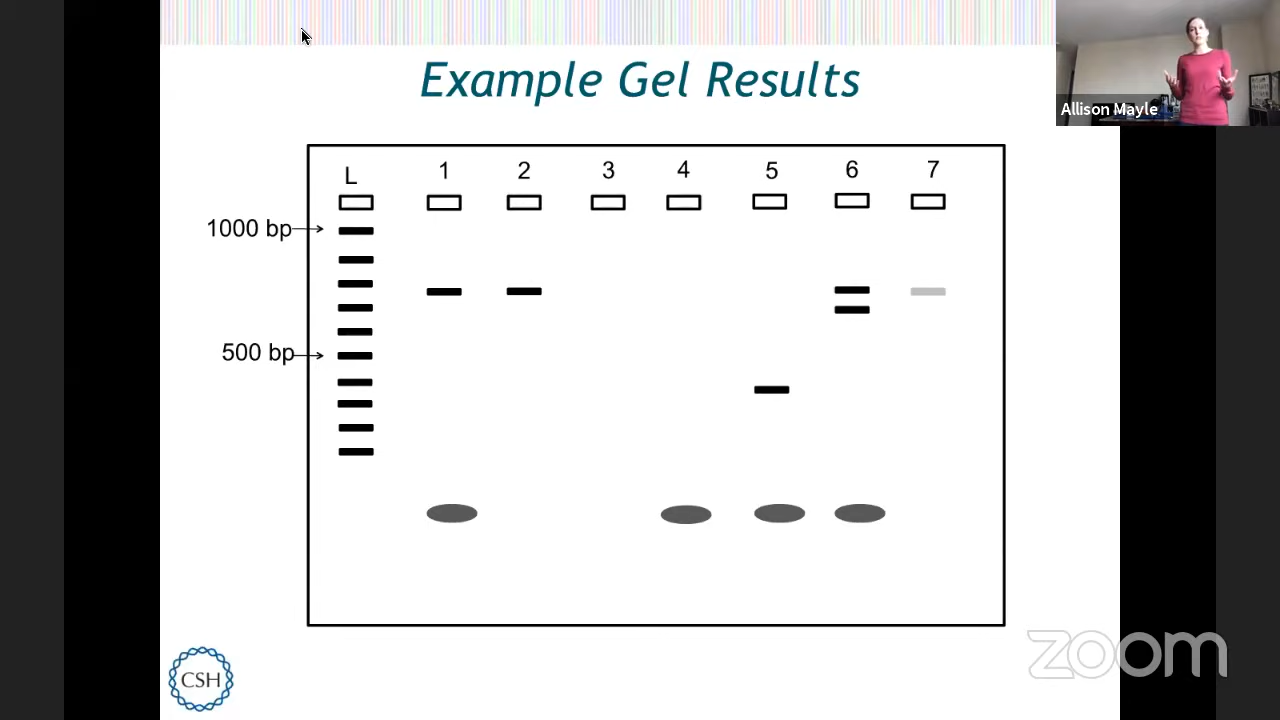 Example Gel Results
Allison Mayle
L 1 2 3 4 5 6 7
1000 bp
500 bp
CSH
zoom